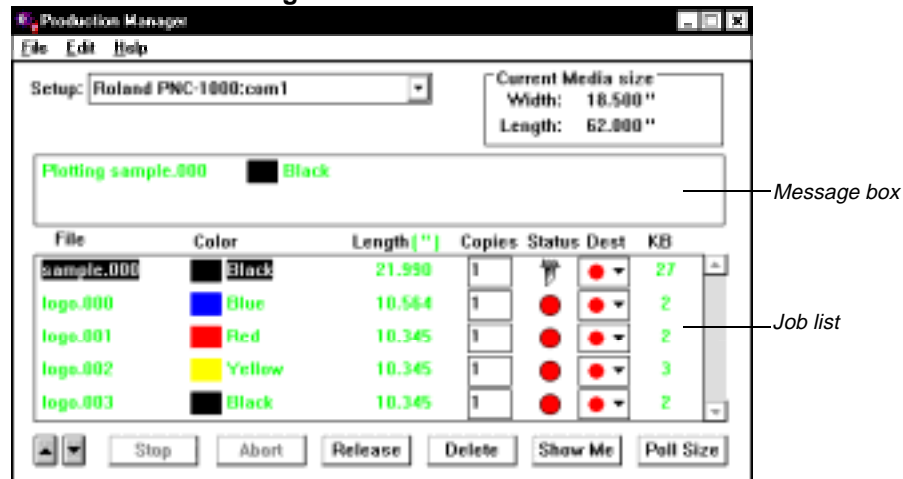 Production Manager
File Edit Help
Setup: Roland PNC-1000:com1
Current Media size
Width: 18.500"
Length: 62.000"
Plotting sample.000 Black
Message box
File Color Length(") Copies Status Dest KB
sample.000 Black 21.990 1 27
logo.000 Blue 10.564 1 2
logo.001 Red 10.345 1 2
Job list
logo.002 Yellow 10.345 1 3
logo.003 Black 10.345 1 2
Stop Abort Release Delete Show Me Poll Size